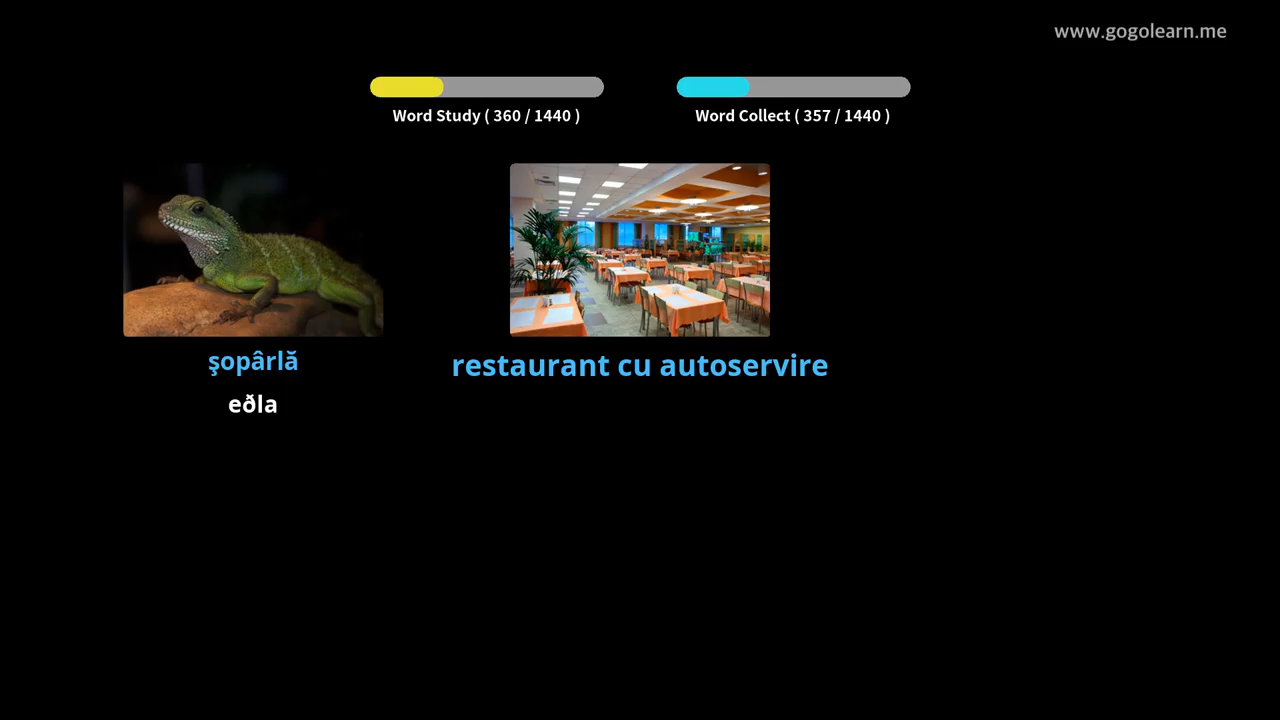 www.gogolearn.me
Word Study ( 360 / 1440 )
Word Collect ( 357 / 1440 )
şopârlă
eðla
restaurant cu autoservire